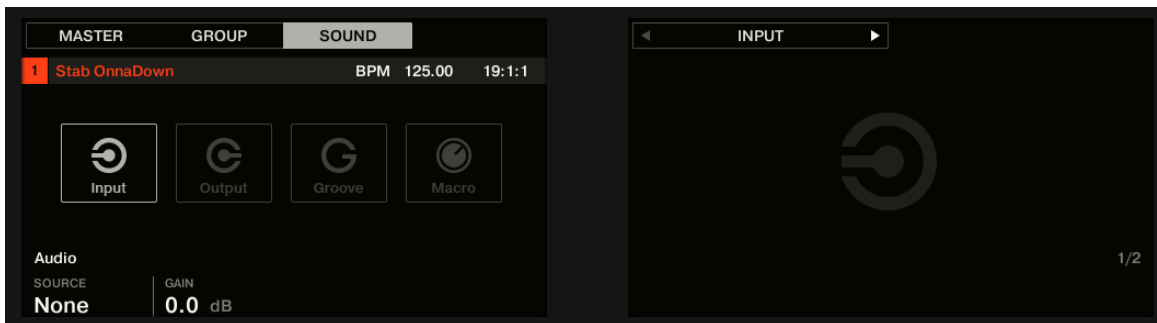 MASTER GROUP SOUND
1 Stab OnnaDown BPM 125.00 19:1:1
Input Output Groove Macro
Audio
SOURCE GAIN
None 0.0 dB
INPUT
1/2